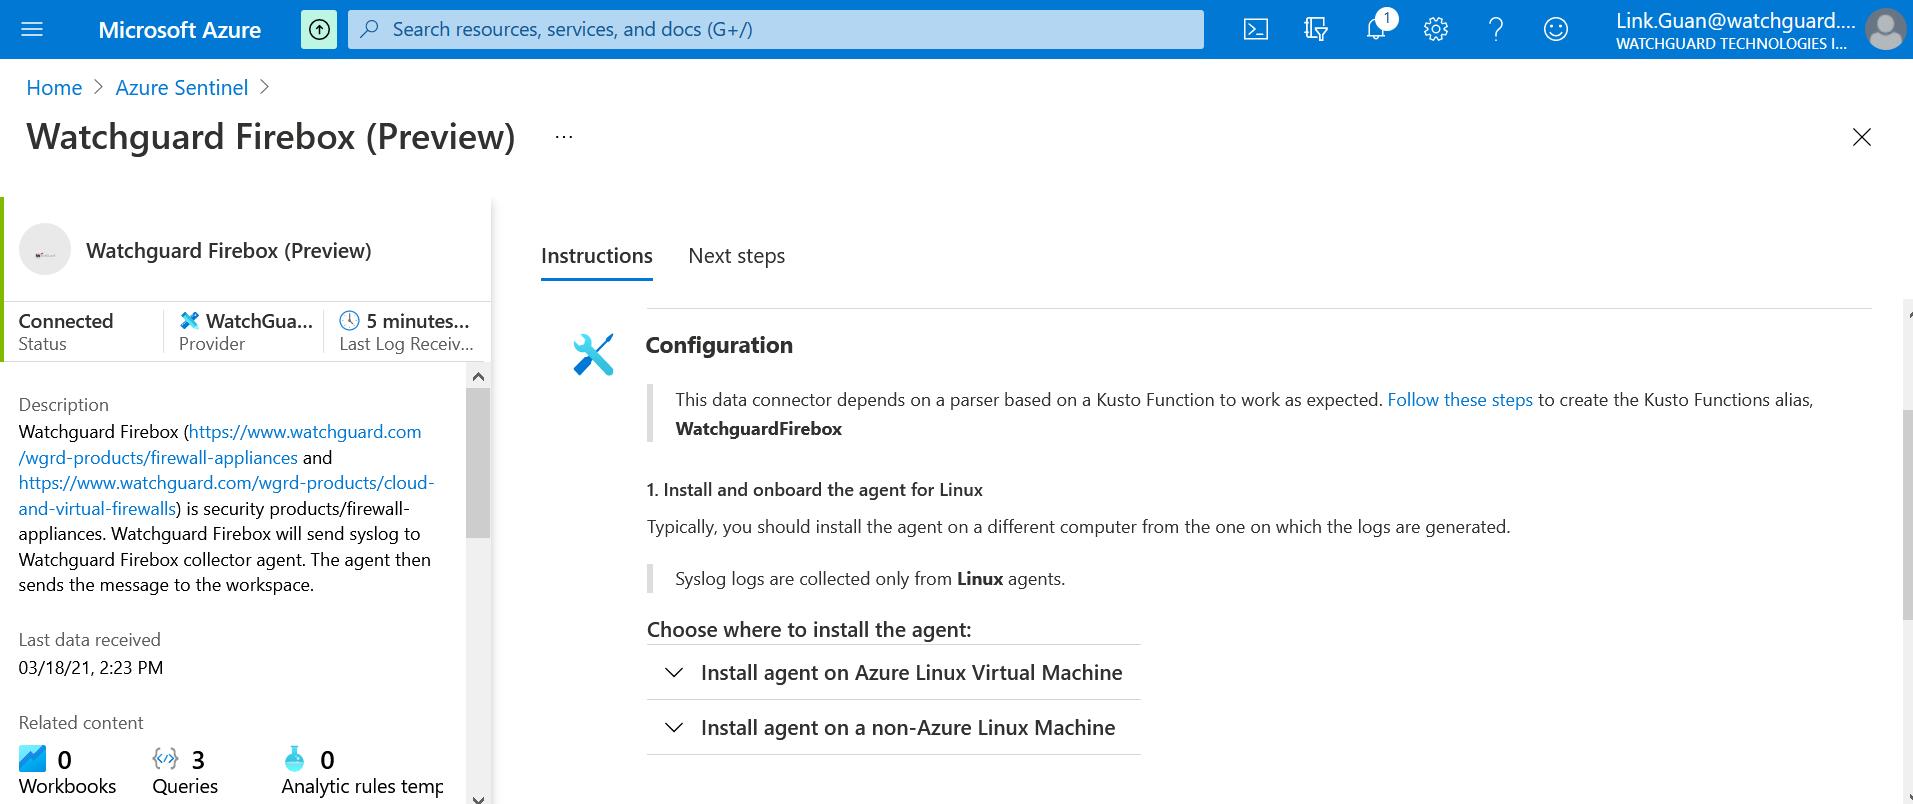 Microsoft Azure
Search resources, services, and docs (G+/)
1
Link.Guan@watchguard....
WATCHGUARD TECHNOLOGIES I...
Home > Azure Sentinel >
Watchguard Firebox (Preview) ...
Watchguard Firebox (Preview)
Connected
Status
WatchGua...
Provider
5 minutes...
Last Log Receiv...
Description
Watchguard Firebox (https://www.watchguard.com
/wgrd-products/firewall-appliances and
https://www.watchguard.com/wgrd-products/cloud-
and-virtual-firewalls) is security products/firewall-
appliances. Watchguard Firebox will send syslog to
Watchguard Firebox collector agent. The agent then
sends the message to the workspace.
Last data received
03/18/21, 2:23 PM
Related content
0
Workbooks
3
Queries
0
Analytic rules temp
Instructions
Next steps
Configuration
This data connector depends on a parser based on a Kusto Function to work as expected. Follow these steps to create the Kusto Functions alias,
WatchguardFirebox
1. Install and onboard the agent for Linux
Typically, you should install the agent on a different computer from the one on which the logs are generated.
Syslog logs are collected only from Linux agents.
Choose where to install the agent:
Install agent on Azure Linux Virtual Machine
Install agent on a non-Azure Linux Machine